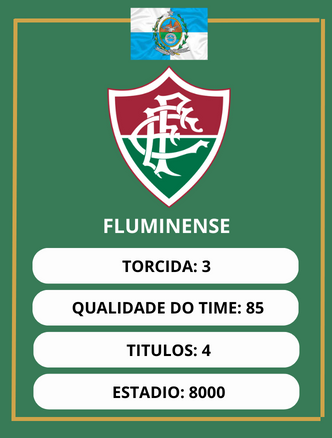 FLUMINENSE
TORCIDA: 3
QUALIDADE DO TIME: 85
TITULOS: 4
ESTADIO: 8000